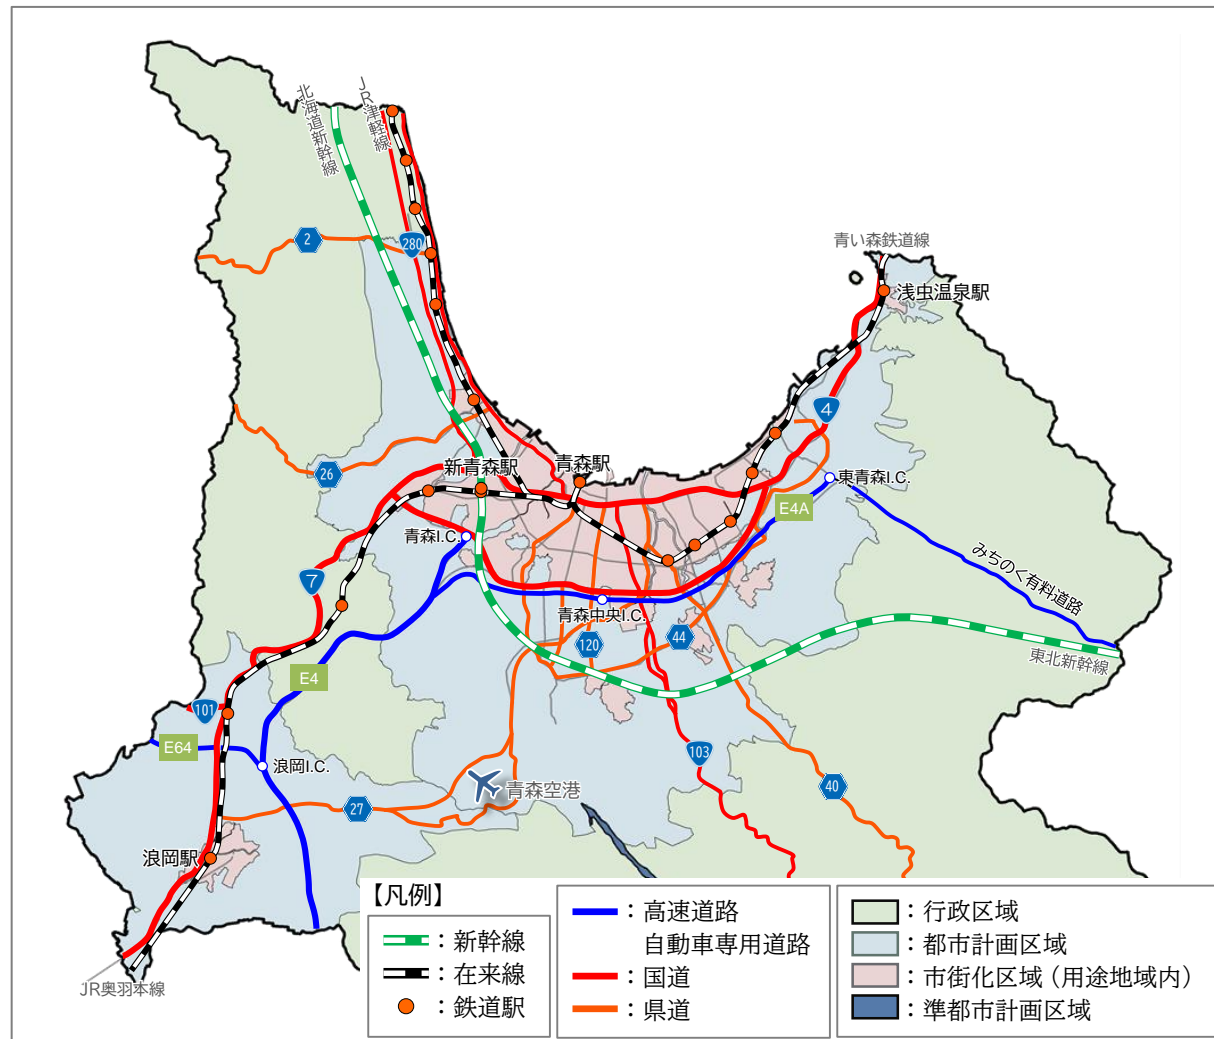 北海道新幹線
JR津軽線
2
280
青い森鉄道線
浅虫温泉駅
4
26
新青森駅
青森駅
東青森I.C.
E4A
青森I.C.
みちのく有料道路
7
青森中央I.C.
120
44
東北新幹線
E4
101
E64
103
浪岡I.C.
青森空港
40
27
浪岡駅
JR奥羽本線
【凡例】
：新幹線
：在来線
：鉄道駅
：高速道路
自動車専用道路
：国道
：県道
：行政区域
：都市計画区域
：市街化区域（用途地域内）
：準都市計画区域